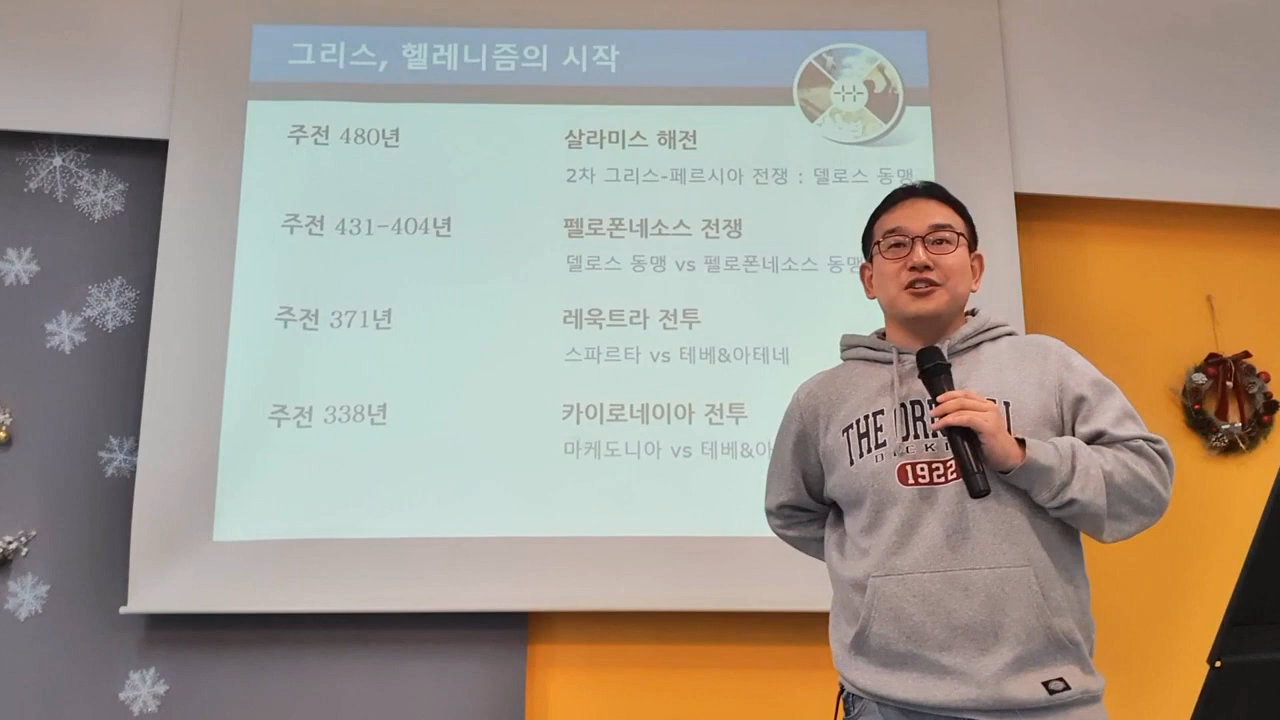 그리스, 헬레니즘의 시작
주전 480년
살라미스 해전
2차 그리스-페르시아 전쟁 : 델로스 동맹
주전 431-404년
펠로폰네소스 전쟁
델로스 동맹 vs 펠로폰네소스 동맹
주전 371년
레욱트라 전투
스파르타 vs 테베&아테네
주전 338년
카이로네이아 전투
마케도니아 vs 테베&아
THE
1922